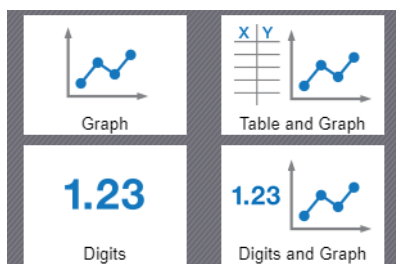 X Y
Graph
Table and Graph
1.23
1.23
Digits
Digits and Graph